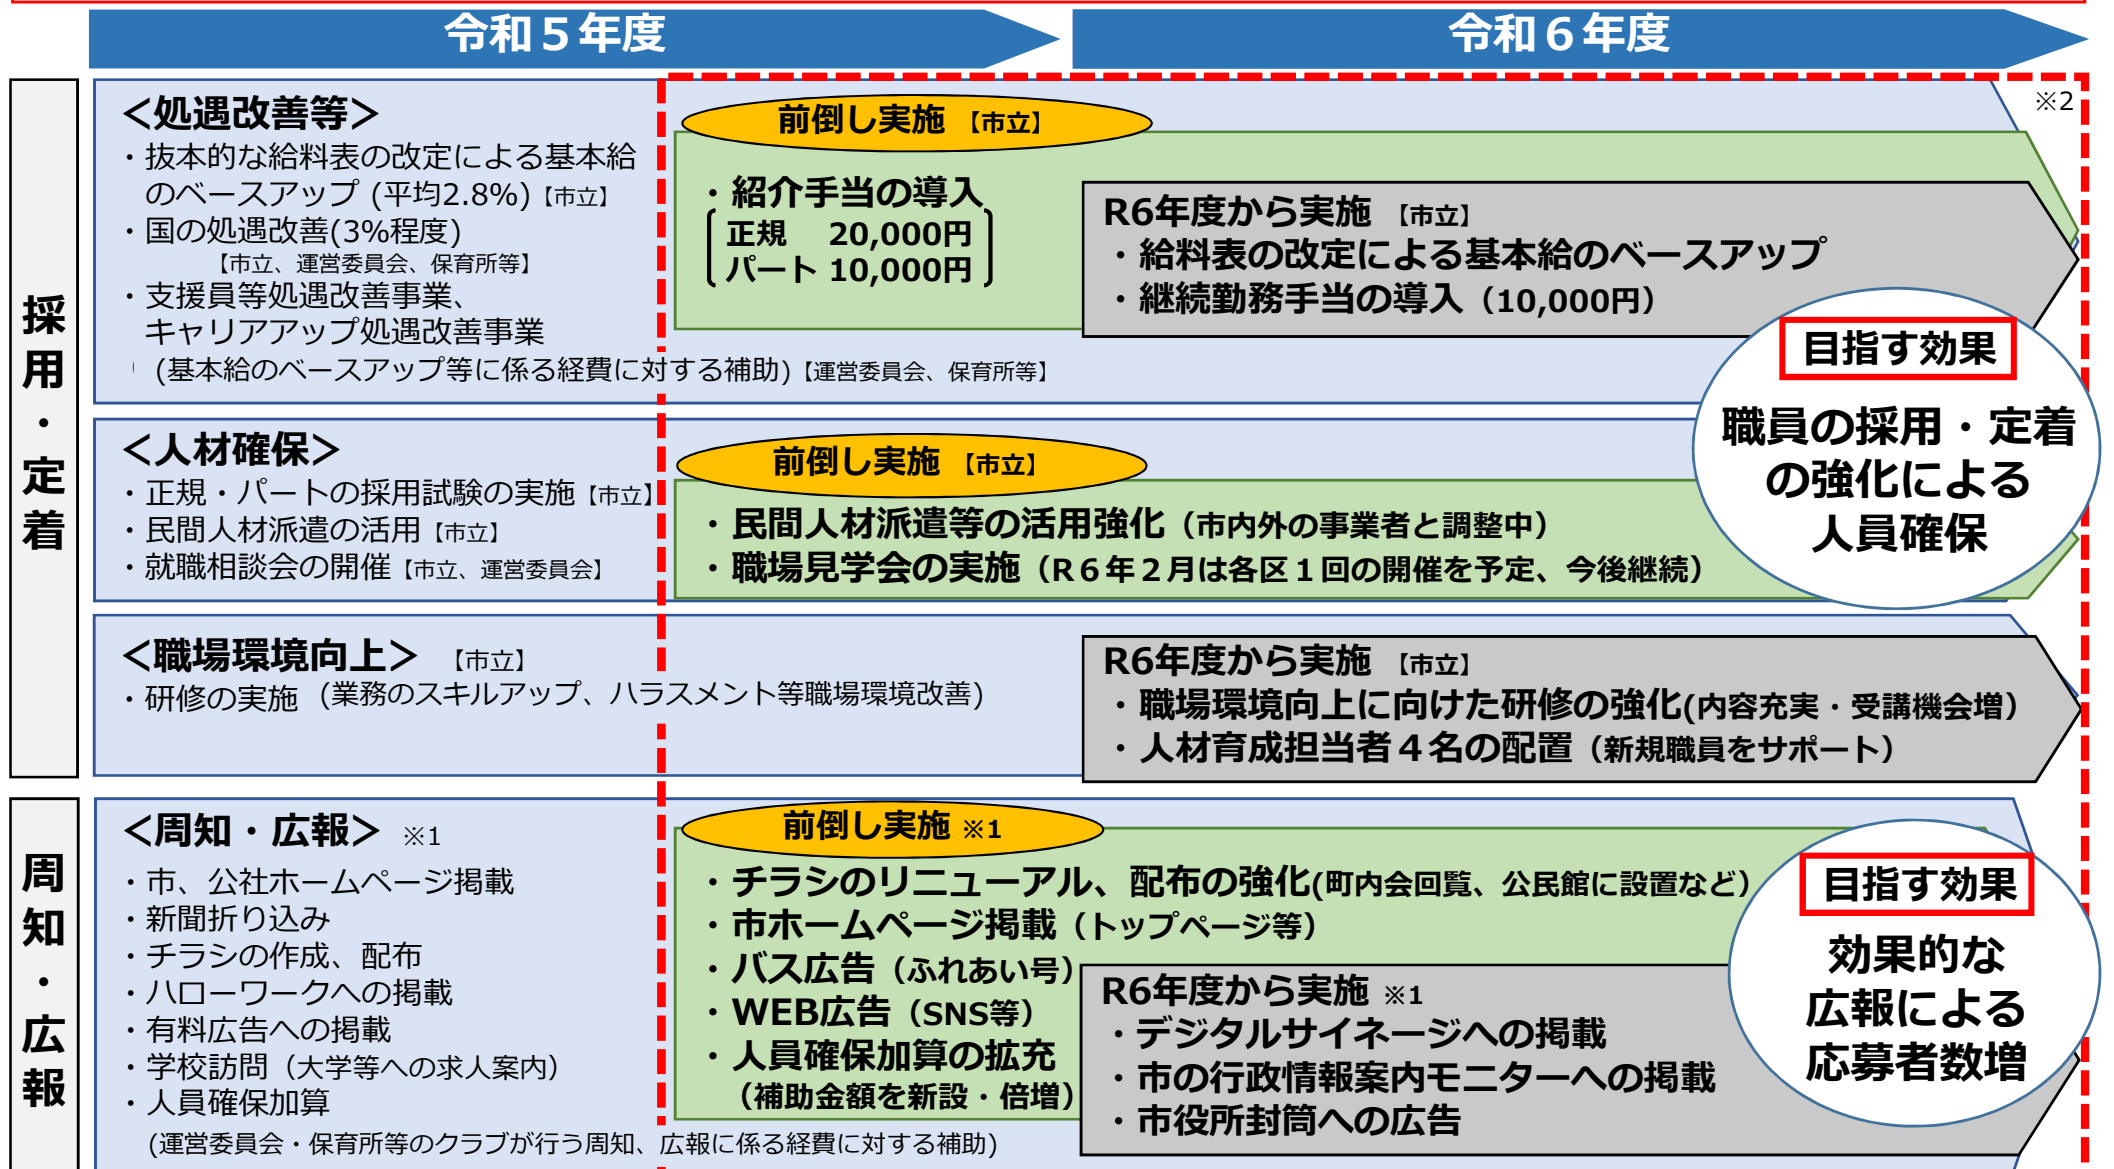 令和５年度
令和６年度
採用・定着
＜処遇改善等＞
・抜本的な給料表の改定による基本給
のベースアップ (平均2.8%)【市立】
・国の処遇改善(3%程度)
【市立、運営委員会、保育所等】
・支援員等処遇改善事業、
キャリアアップ処遇改善事業
(基本給のベースアップ等に係る経費に対する補助)【運営委員会、保育所等】
前倒し実施 【市立】
・紹介手当の導入
正規 20,000円
パート 10,000円
※2
R6年度から実施 【市立】
・給料表の改定による基本給のベースアップ
・継続勤務手当の導入（10,000円）
＜人材確保＞
・正規・パートの採用試験の実施【市立】
・民間人材派遣の活用【市立】
・就職相談会の開催【市立、運営委員会】
前倒し実施 【市立】
・民間人材派遣等の活用強化（市内外の事業者と調整中）
・職場見学会の実施（R６年２月は各区１回の開催を予定、今後継続）
目指す効果
職員の採用・定着
の強化による
人員確保
＜職場環境向上＞ 【市立】
・研修の実施 (業務のスキルアップ、ハラスメント等職場環境改善)
R6年度から実施 【市立】
・職場環境向上に向けた研修の強化(内容充実・受講機会増）
・人材育成担当者４名の配置（新規職員をサポート）
周知・広報
＜周知・広報＞ ※1
・市、公社ホームページ掲載
・新聞折り込み
・チラシの作成、配布
・ハローワークへの掲載
・有料広告への掲載
・学校訪問（大学等への求人案内）
・人員確保加算
(運営委員会・保育所等のクラブが行う周知、広報に係る経費に対する補助)
前倒し実施 ※1
・チラシのリニューアル、配布の強化(町内会回覧、公民館に設置など）
・市ホームページ掲載（トップページ等）
・バス広告（ふれあい号）
・WEB広告（SNS等）
・人員確保加算の拡充
（補助金額を新設・倍増）
R6年度から実施 ※1
・デジタルサイネージへの掲載
・市の行政情報案内モニターへの掲載
・市役所封筒への広告
目指す効果
効果的な
広報による
応募者数増